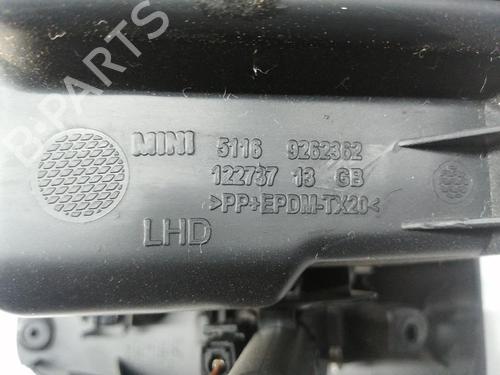 MINI 5116 9262362
122737 13 GB
>PP+EPDM-TX20<
LHD
B-PARTS